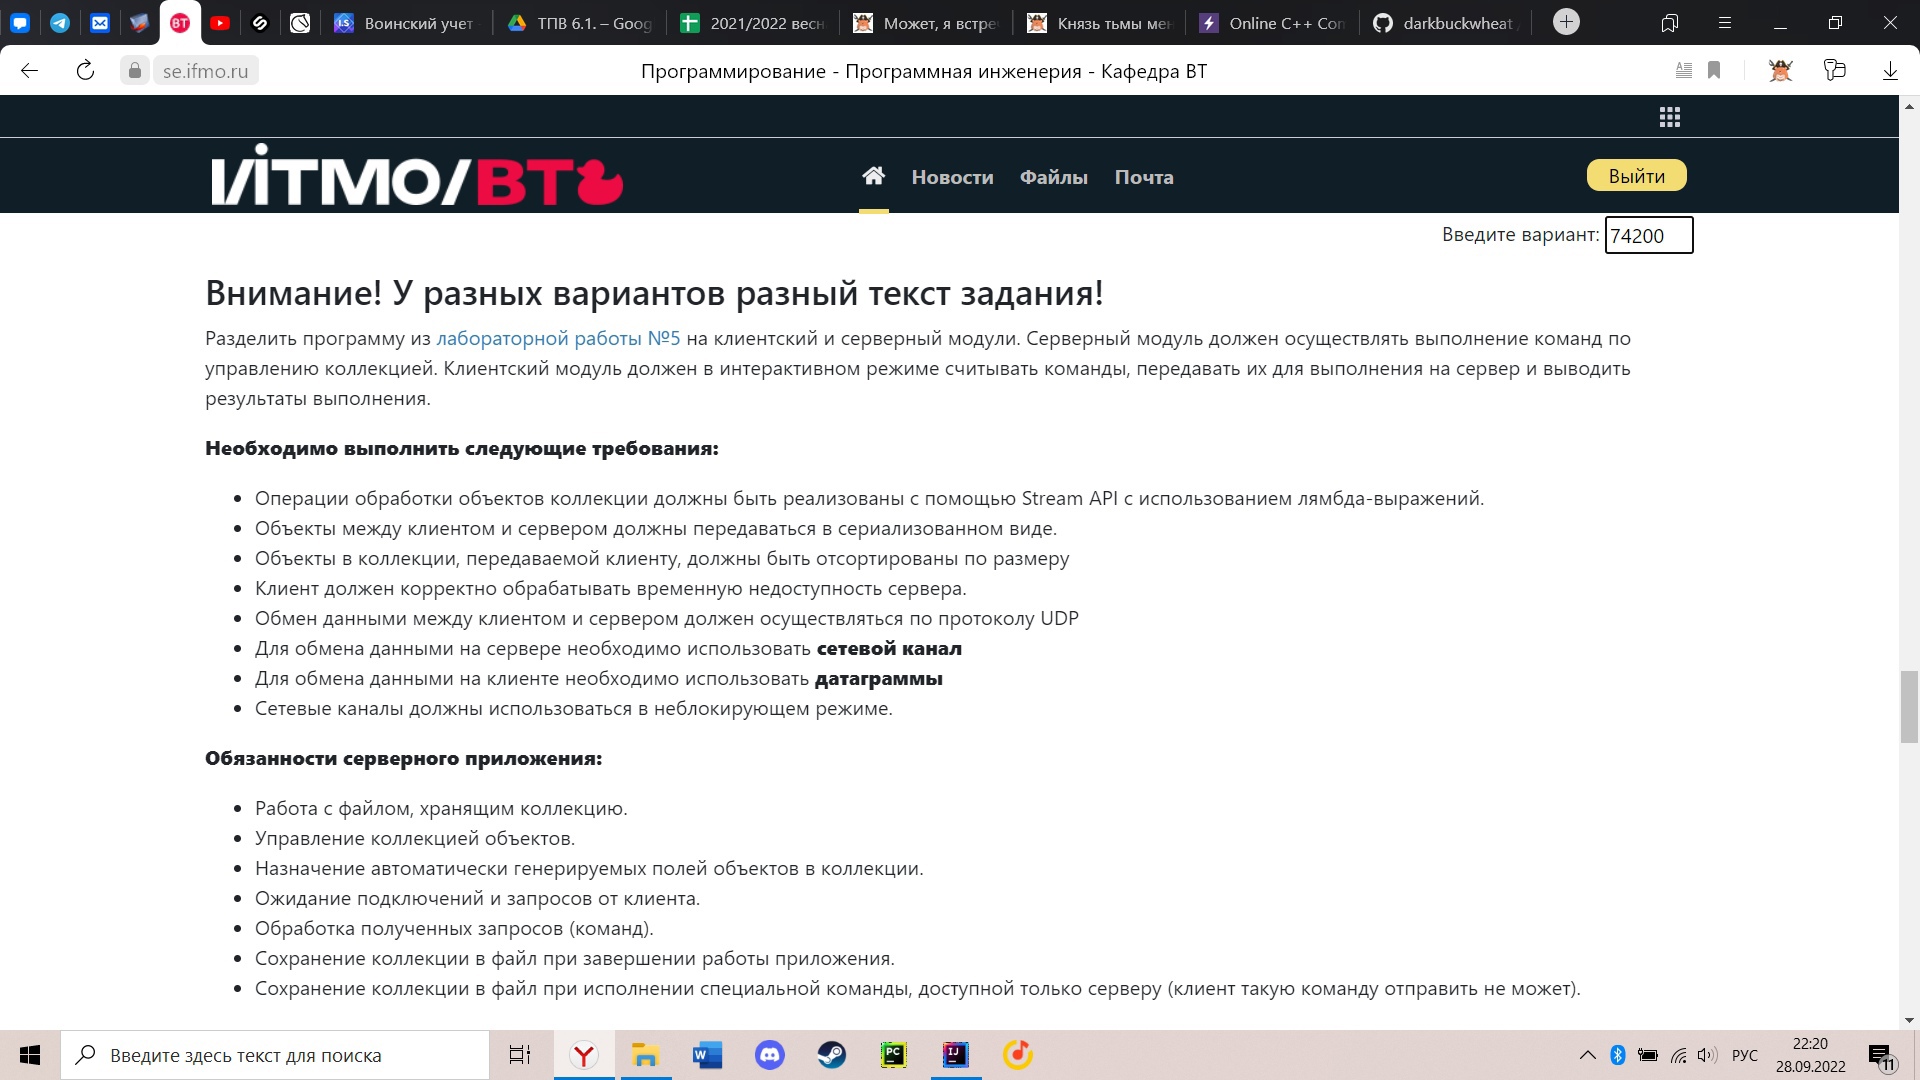 Воинский учет
ТПВ 6.1. – Goog
2021/2022 весн
Может, я встре
Князь тьмы мен
Online C++ Com
darkbuckwheat /
se.ifmo.ru
Программирование - Программная инженерия - Кафедра ВТ
ИТМО/ВТ
Новости
Файлы
Почта
Выйти
Введите вариант: 74200
Внимание! У разных вариантов разный текст задания!
Разделить программу из лабораторной работы №5 на клиентский и серверный модули. Серверный модуль должен осуществлять выполнение команд по
управлению коллекцией. Клиентский модуль должен в интерактивном режиме считывать команды, передавать их для выполнения на сервер и выводить
результаты выполнения.
Необходимо выполнить следующие требования:
Операции обработки объектов коллекции должны быть реализованы с помощью Stream API с использованием лямбда-выражений.
Объекты между клиентом и сервером должны передаваться в сериализованном виде.
Объекты в коллекции, передаваемой клиенту, должны быть отсортированы по размеру
Клиент должен корректно обрабатывать временную недоступность сервера.
Обмен данными между клиентом и сервером должен осуществляться по протоколу UDP
Для обмена данными на сервере необходимо использовать сетевой канал
Для обмена данными на клиенте необходимо использовать датаграммы
Сетевые каналы должны использоваться в неблокирующем режиме.
Обязанности серверного приложения:
Работа с файлом, хранящим коллекцию.
Управление коллекцией объектов.
Назначение автоматически генерируемых полей объектов в коллекции.
Ожидание подключений и запросов от клиента.
Обработка полученных запросов (команд).
Сохранение коллекции в файл при завершении работы приложения.
Сохранение коллекции в файл при исполнении специальной команды, доступной только серверу (клиент такую команду отправить не может).
Введите здесь текст для поиска
РУС
22:20
28.09.2022
11